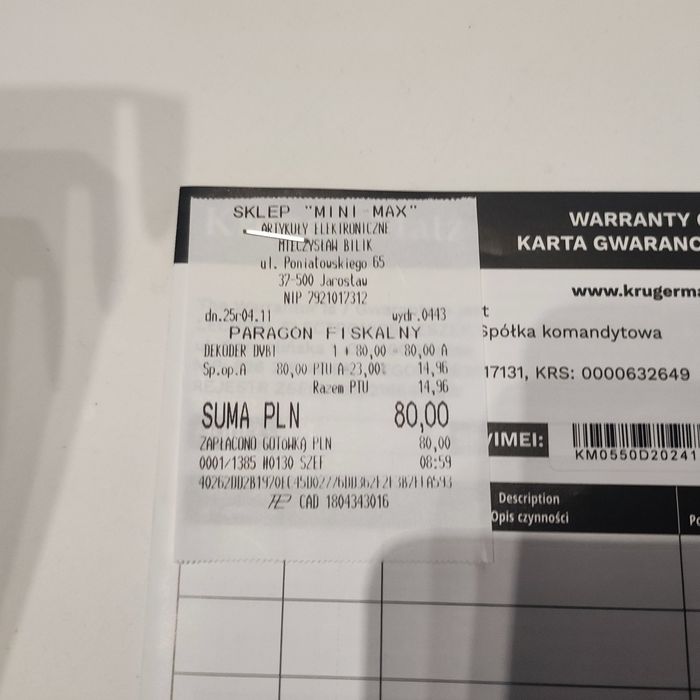 SKLEP "MINI-MAX"
ARTYKUŁY ELEKTRONICZNE
MIECZYSŁAW BILIK
ul. Poniatowskiego 65
37-500 Jarosław
NIP 7921017312
dn.25r04.11 wydr.0443
PARAGON FISKALNY
DEKODER DVBT 1 * 80,00 = 80,00 A
Sp.op.A 80,00 PTU A=23,00% 14,96
Razem PTU 14,96
SUMA PLN 80,00
ZAPŁACONO GOTÓWKĄ PLN 80,00
0001/1385 #0130 SZEF 08:59
CAD 1804343016
WARRANTY
KARTA GWARANC
www.krugerma
Spółka komandytowa
17131, KRS: 0000632649
/IMEI:
KM0550D20241
Description
Opis czynności